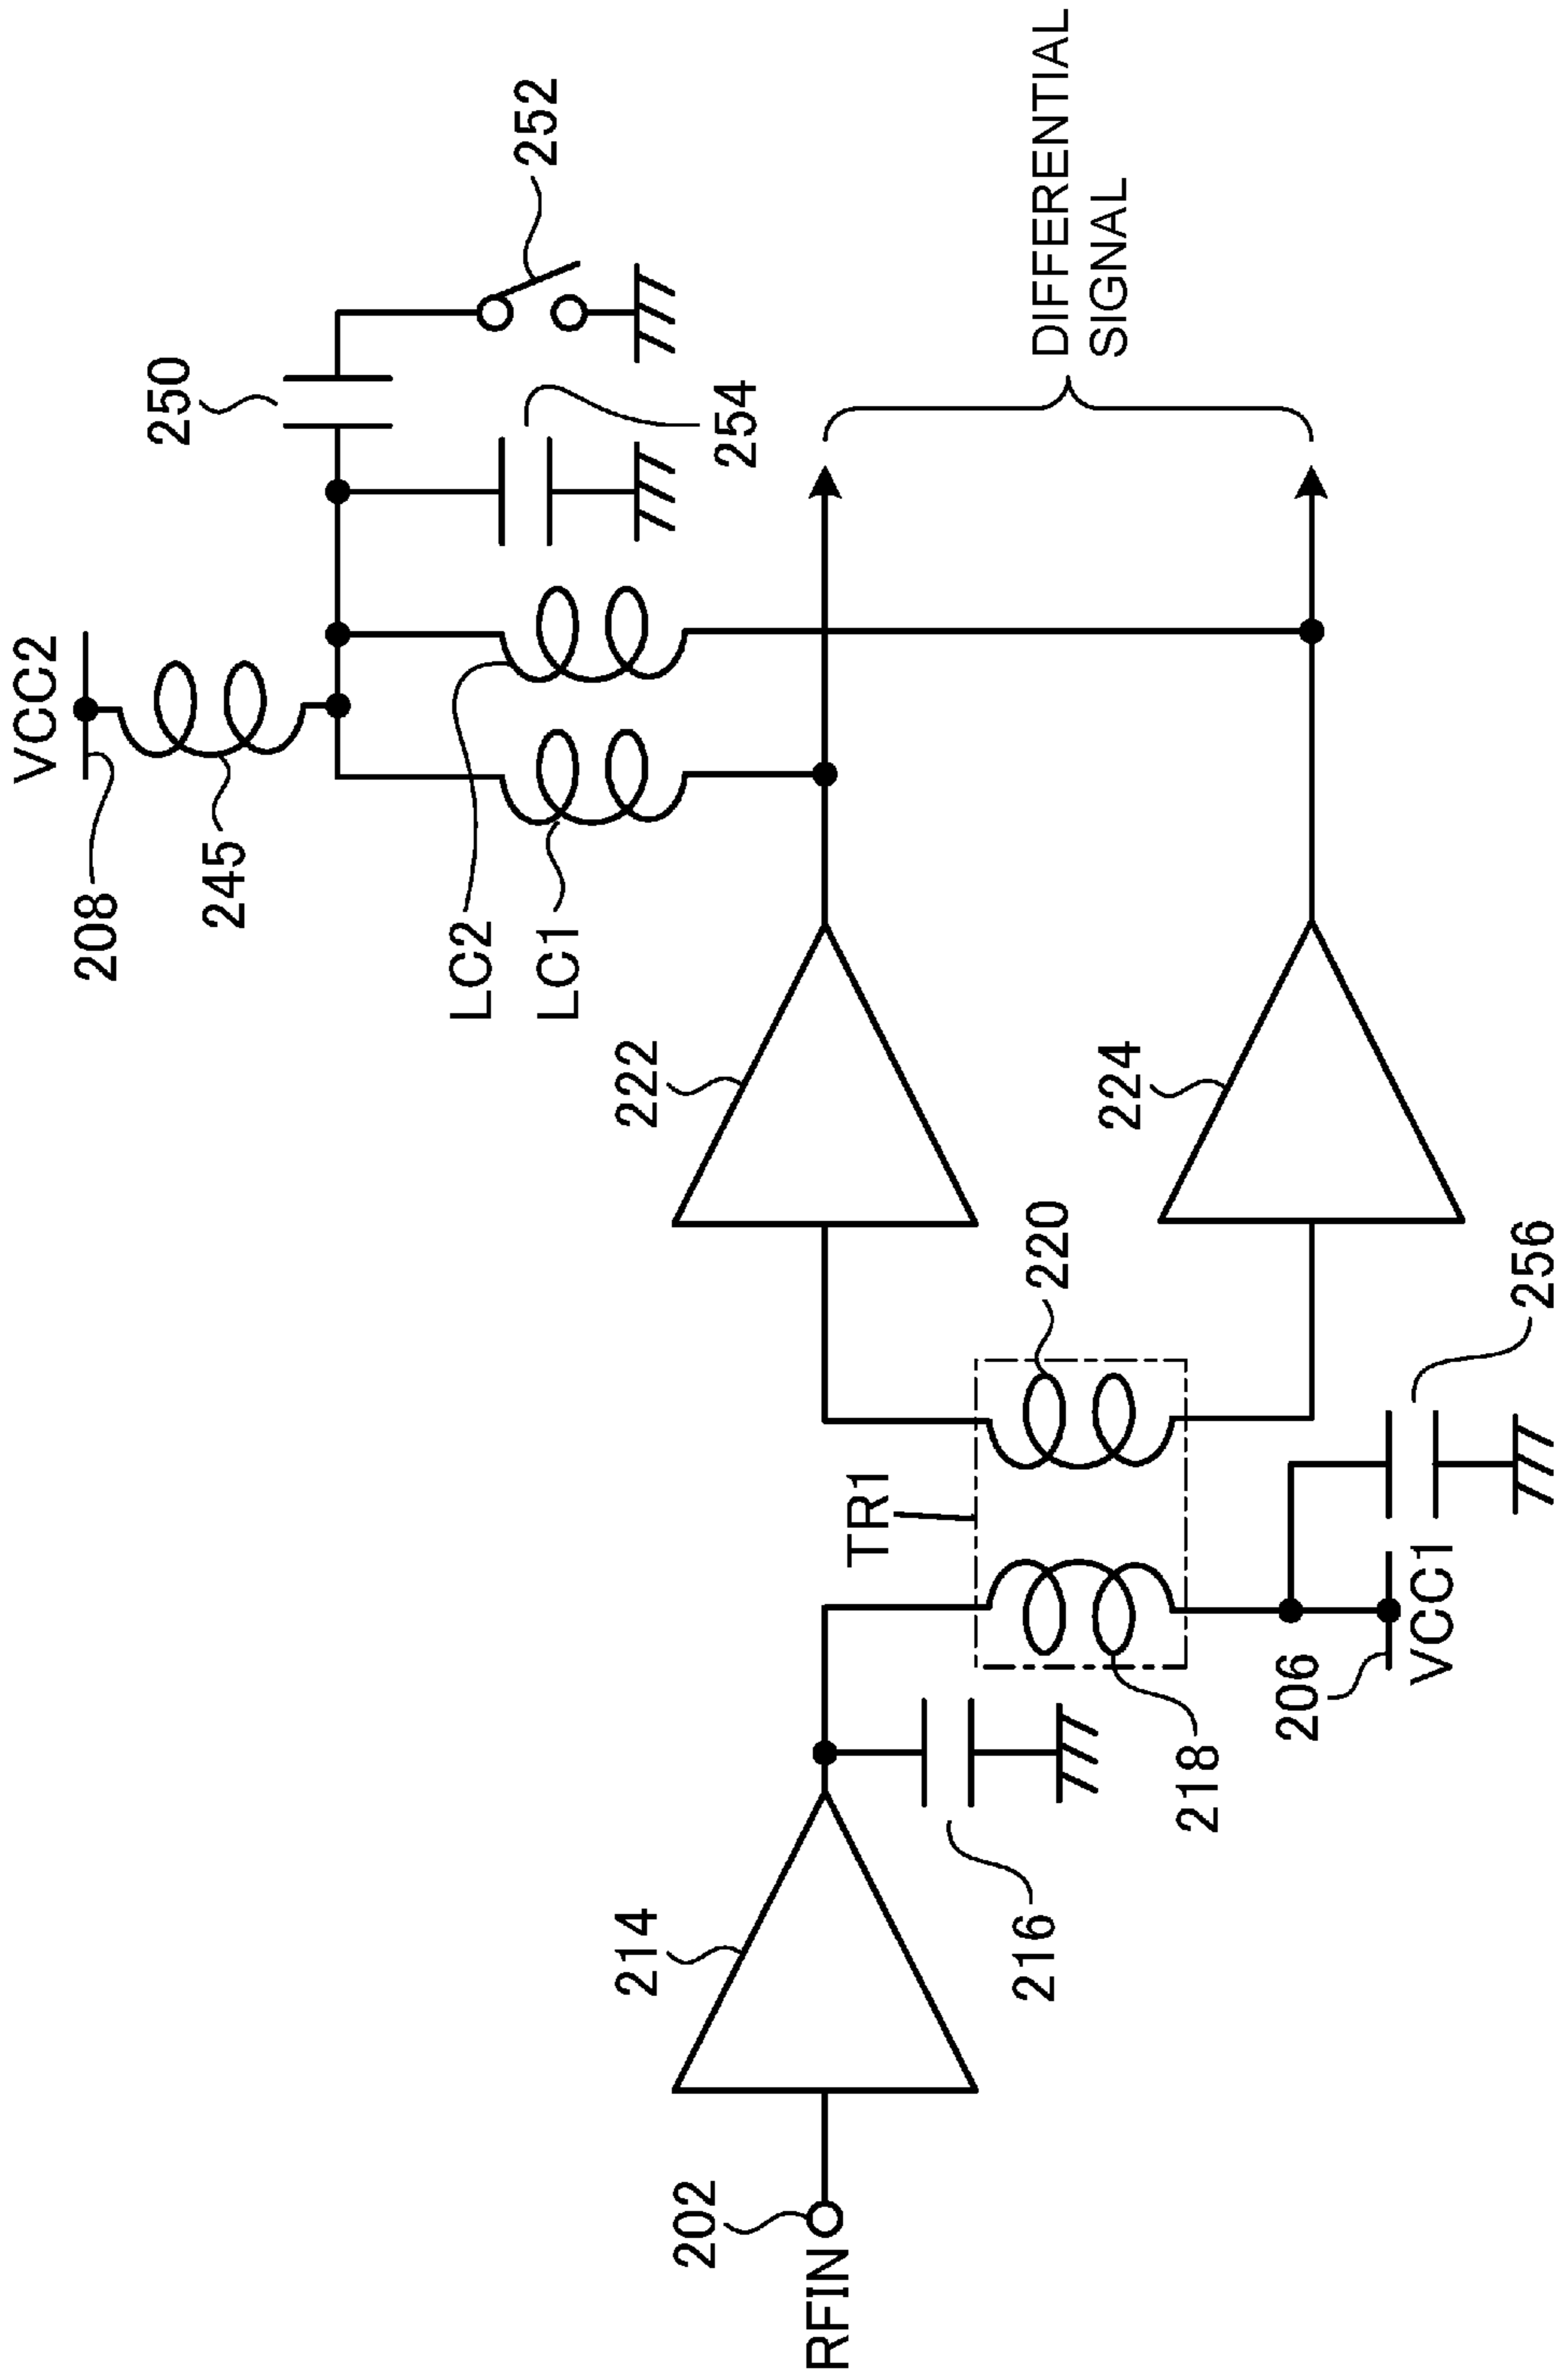 VCC2
208
245
250
252
254
LC2
LC1
222
224
DIFFERENTIAL
SIGNAL
220
TR1
256
206
VCC1
218
214
216
202
RFIN